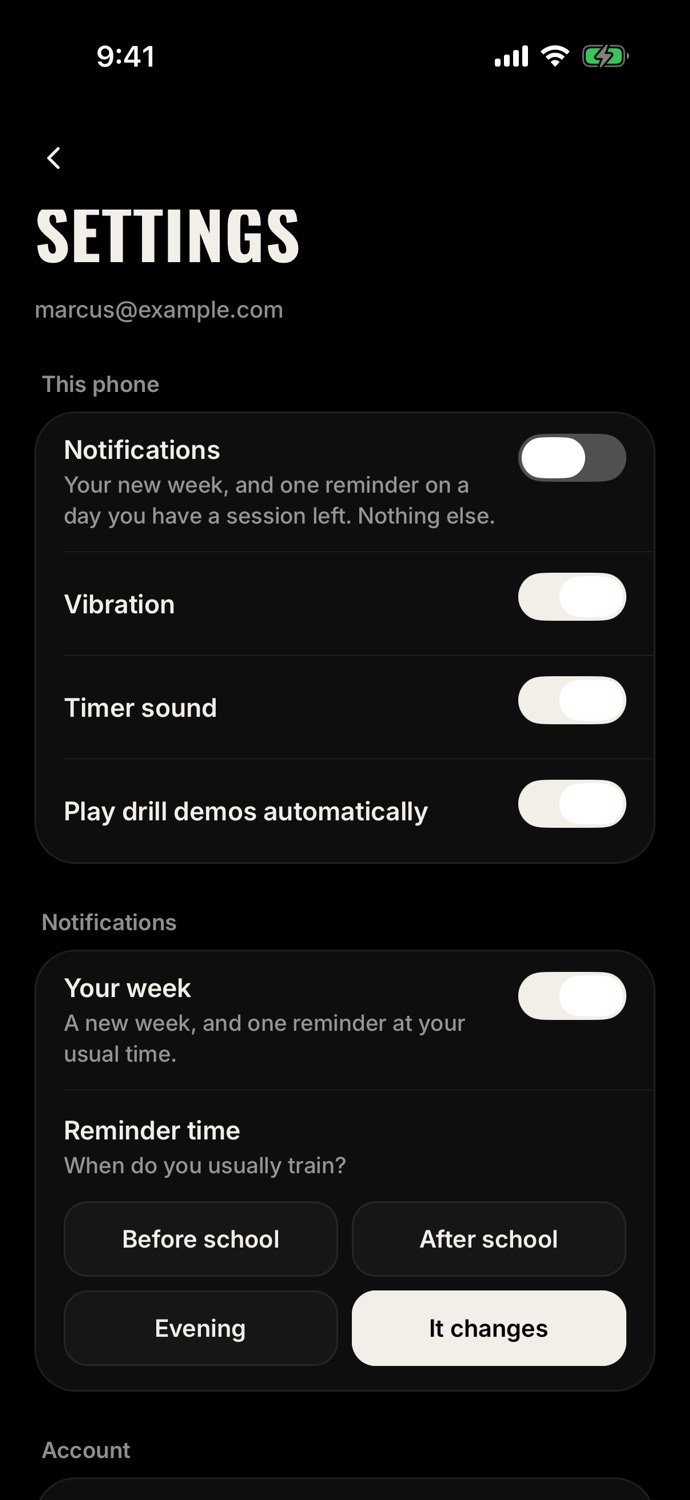 9:41
SETTINGS
marcus@example.com
This phone
Notifications
Your new week, and one reminder on a
day you have a session left. Nothing else.
Vibration
Timer sound
Play drill demos automatically
Notifications
Your week
A new week, and one reminder at your
usual time.
Reminder time
When do you usually train?
Before school
After school
Evening
It changes
Account